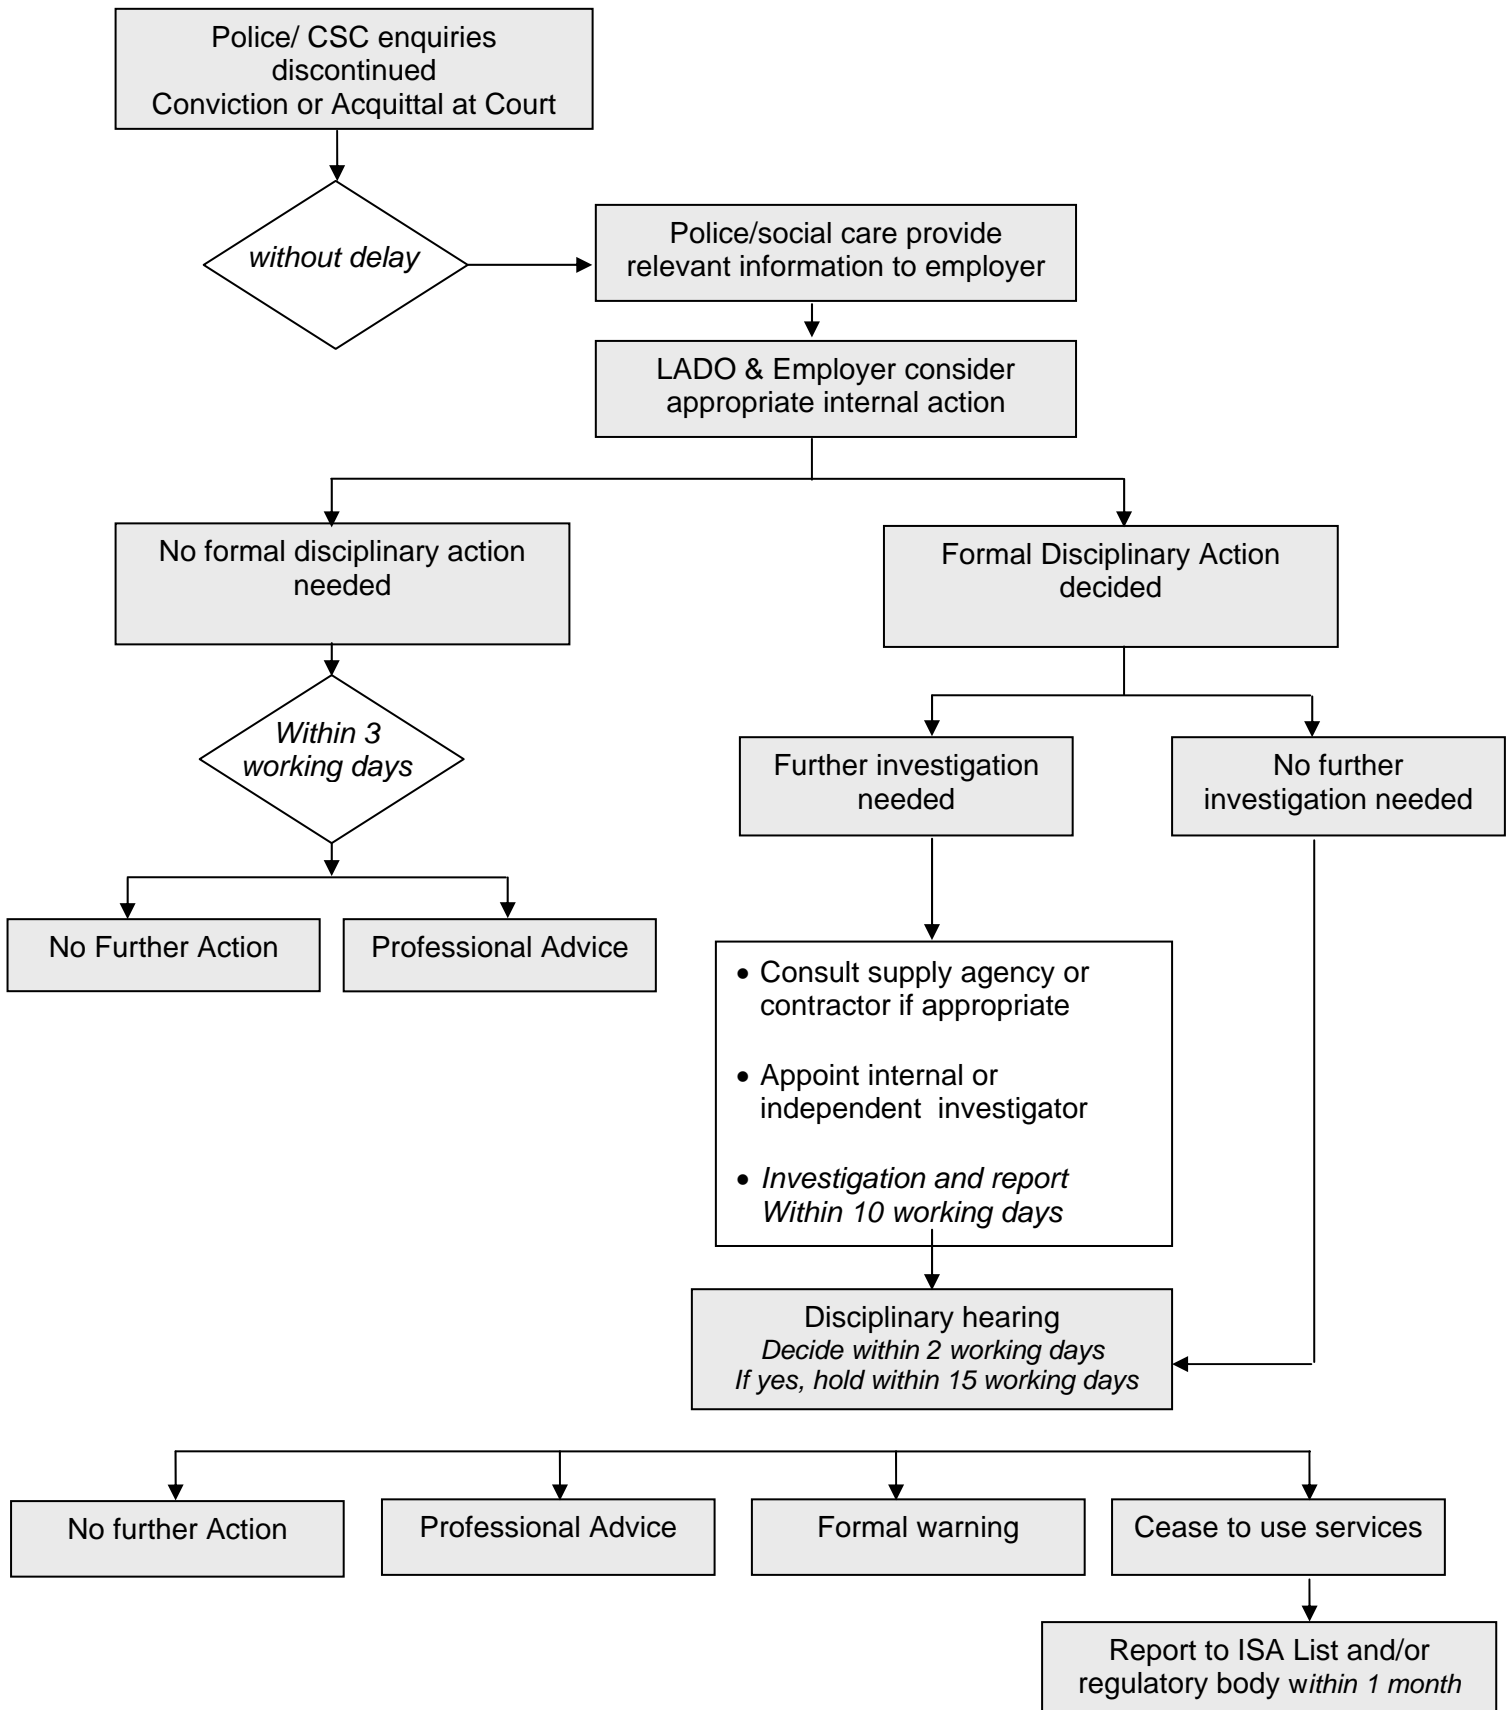 Police/ CSC enquiries
discontinued
Conviction or Acquittal at Court
without delay
Police/social care provide
relevant information to employer
LADO & Employer consider
appropriate internal action
No formal disciplinary action
needed
Formal Disciplinary Action
decided
Within 3
working days
Further investigation
needed
No further
investigation needed
No Further Action
Professional Advice
• Consult supply agency or
contractor if appropriate
• Appoint internal or
independent investigator
• Investigation and report
Within 10 working days
Disciplinary hearing
Decide within 2 working days
If yes, hold within 15 working days
No further Action
Professional Advice
Formal warning
Cease to use services
Report to ISA List and/or
regulatory body within 1 month